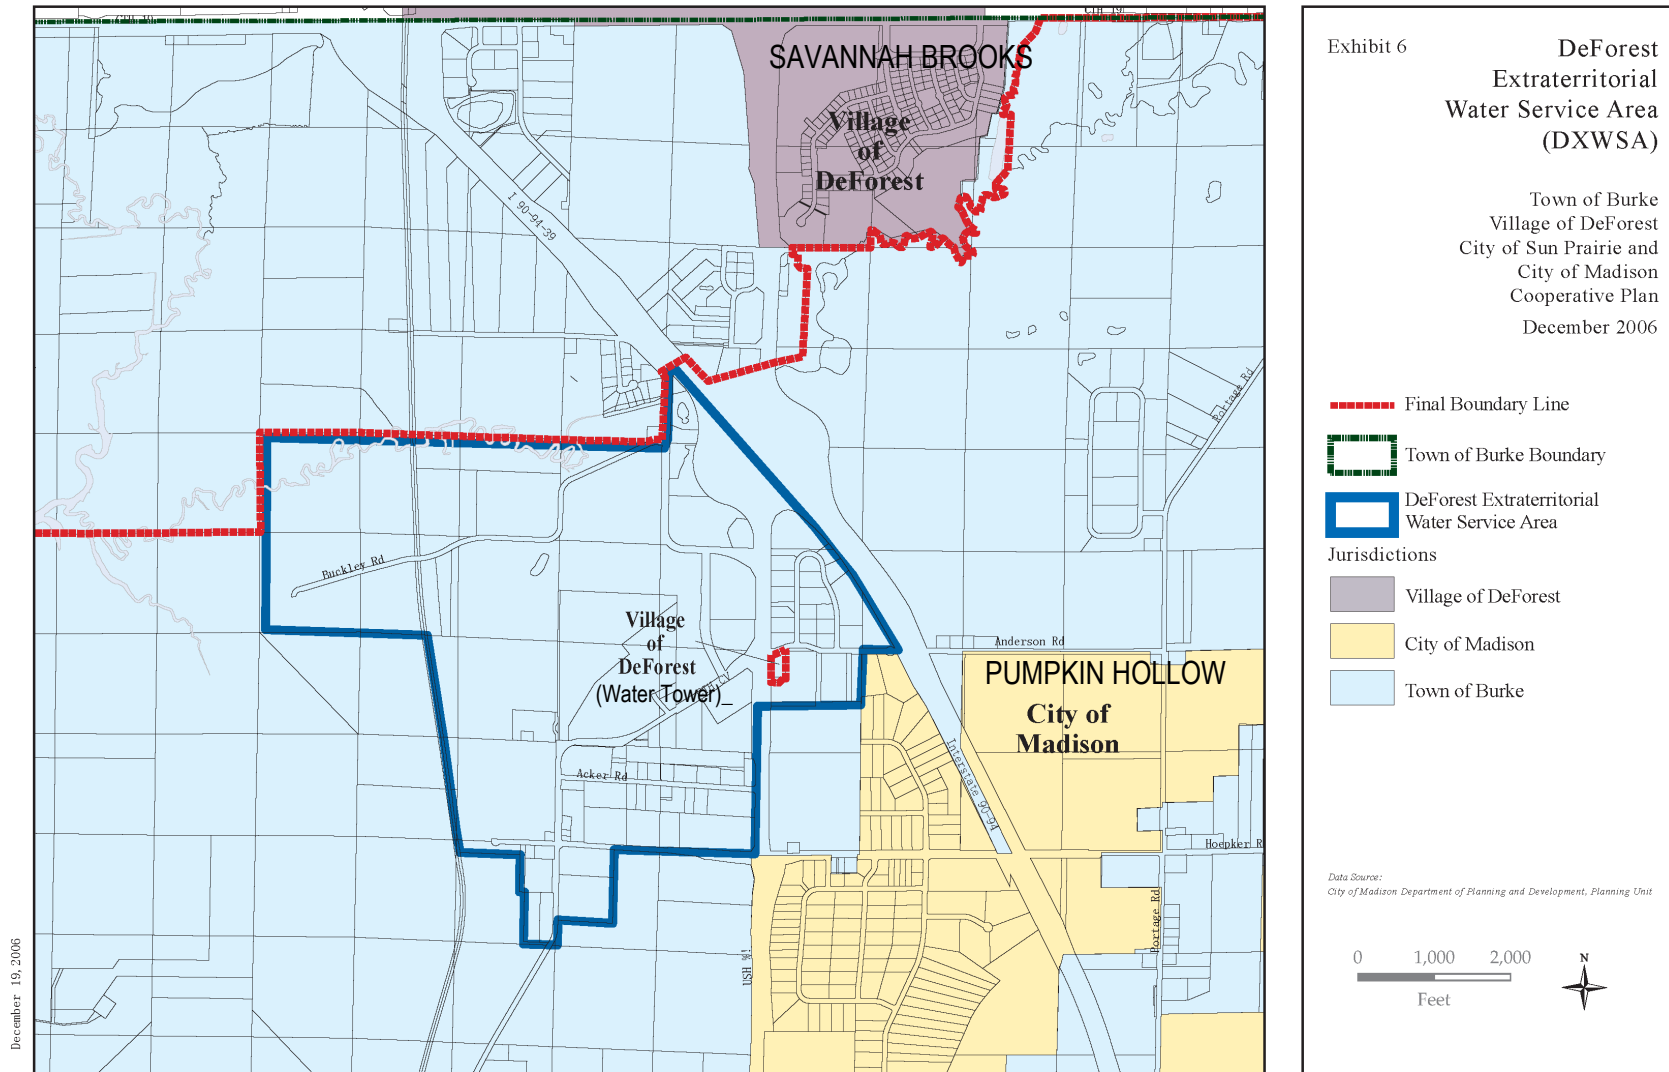 CTH 19
SAVANNAH BROOKS
Village
of
DeForest
I 90-94-39
Portage Rd
Buckley Rd
Village
of
DeForest
(Water Tower)_
Anderson Rd
PUMPKIN HOLLOW
City of
Madison
Interstate 90-94
Acker Rd
Hoepker R
Portage Rd
USH
December 19, 2006
Exhibit 6
DeForest
Extraterritorial
Water Service Area
(DXWSA)
Town of Burke
Village of DeForest
City of Sun Prairie and
City of Madison
Cooperative Plan
December 2006
Final Boundary Line
Town of Burke Boundary
DeForest Extraterritorial
Water Service Area
Jurisdictions
Village of DeForest
City of Madison
Town of Burke
Data Source:
City of Madison Department of Planning and Development, Planning Unit
0 1,000 2,000
Feet
N